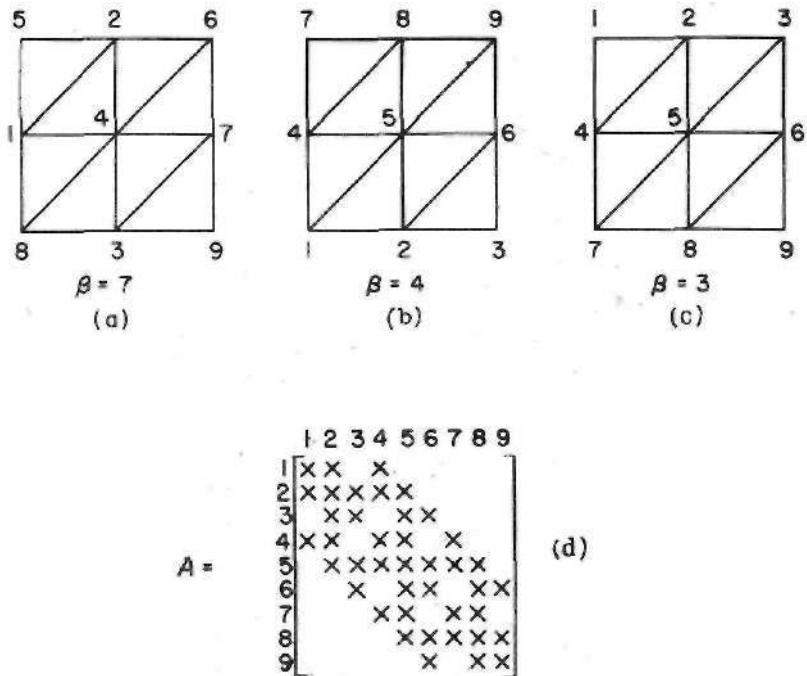 5 2 6
1 4 7
8 3 9
β = 7
(a)
7 8 9
4 5 6
1 2 3
β = 4
(b)
1 2 3
4 5 6
7 8 9
β = 3
(c)
1 2 3 4 5 6 7 8 9
1 × × ×
2 × × × × ×
3 × × × ×
4 × × × × ×
A = 5 × × × × × × × (d)
6 × × × × ×
7 × × × ×
8 × × × × ×
9 × × ×